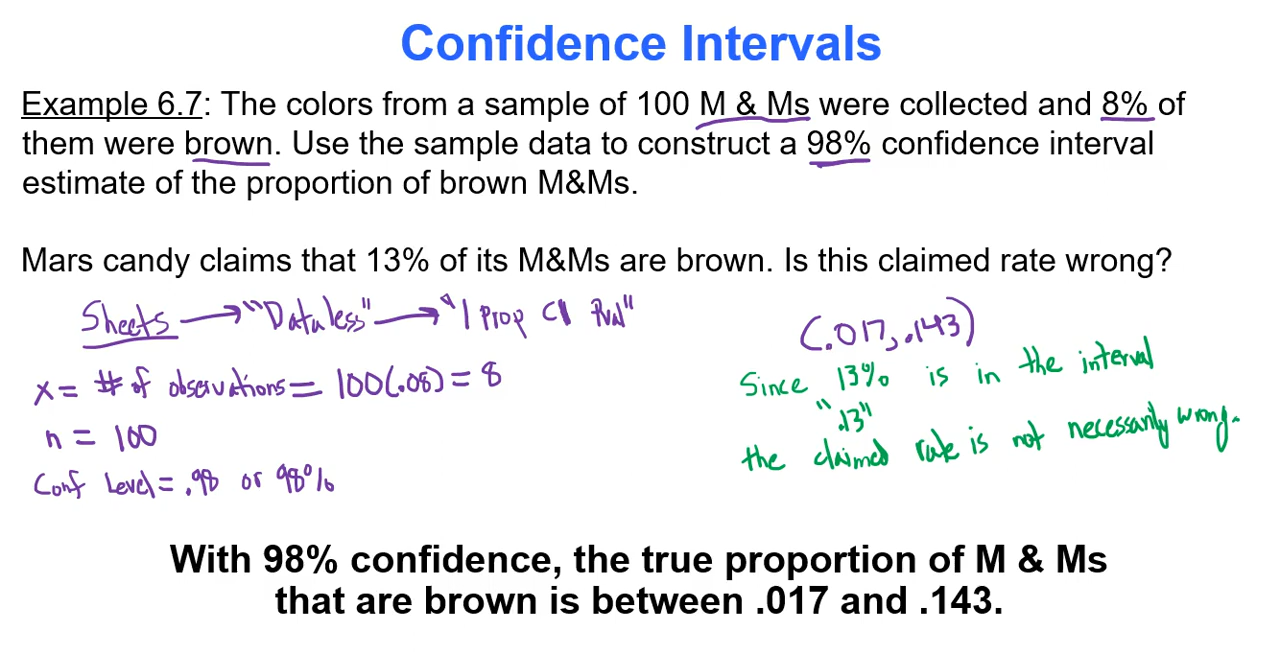 Confidence Intervals
Example 6.7: The colors from a sample of 100 M & Ms were collected and 8% of
them were brown. Use the sample data to construct a 98% confidence interval
estimate of the proportion of brown M&Ms.
Mars candy claims that 13% of its M&Ms are brown. Is this claimed rate wrong?
Sheets → "Dataless" → "1 Prop CI Pval"
x = # of observations = 100(.08) = 8
n = 100
Conf Level = .98 or 98%
(.017, .143)
Since 13% is in the interval
".13"
the claimed rate is not necessarily wrong.
With 98% confidence, the true proportion of M & Ms
that are brown is between .017 and .143.